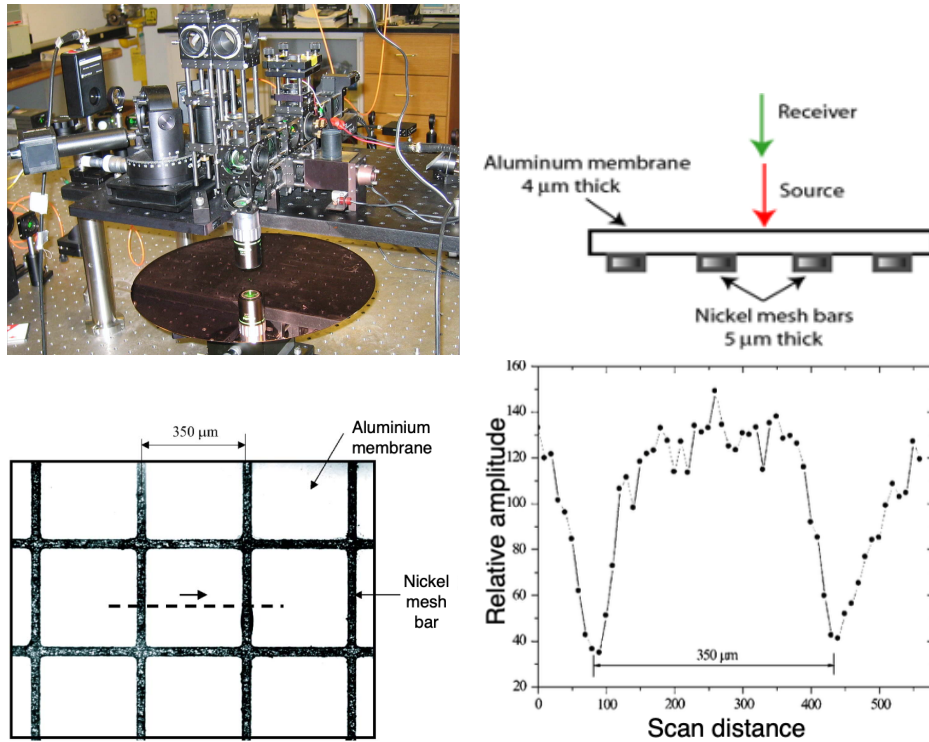 Receiver
Aluminum membrane
4 μm thick
Source
Nickel mesh bars
5 μm thick
350 μm
Aluminium
membrane
Nickel
mesh
bar
160
140
120
100
80
60
40
20
Relative amplitude
350 μm
0
100
200
300
400
500
Scan distance